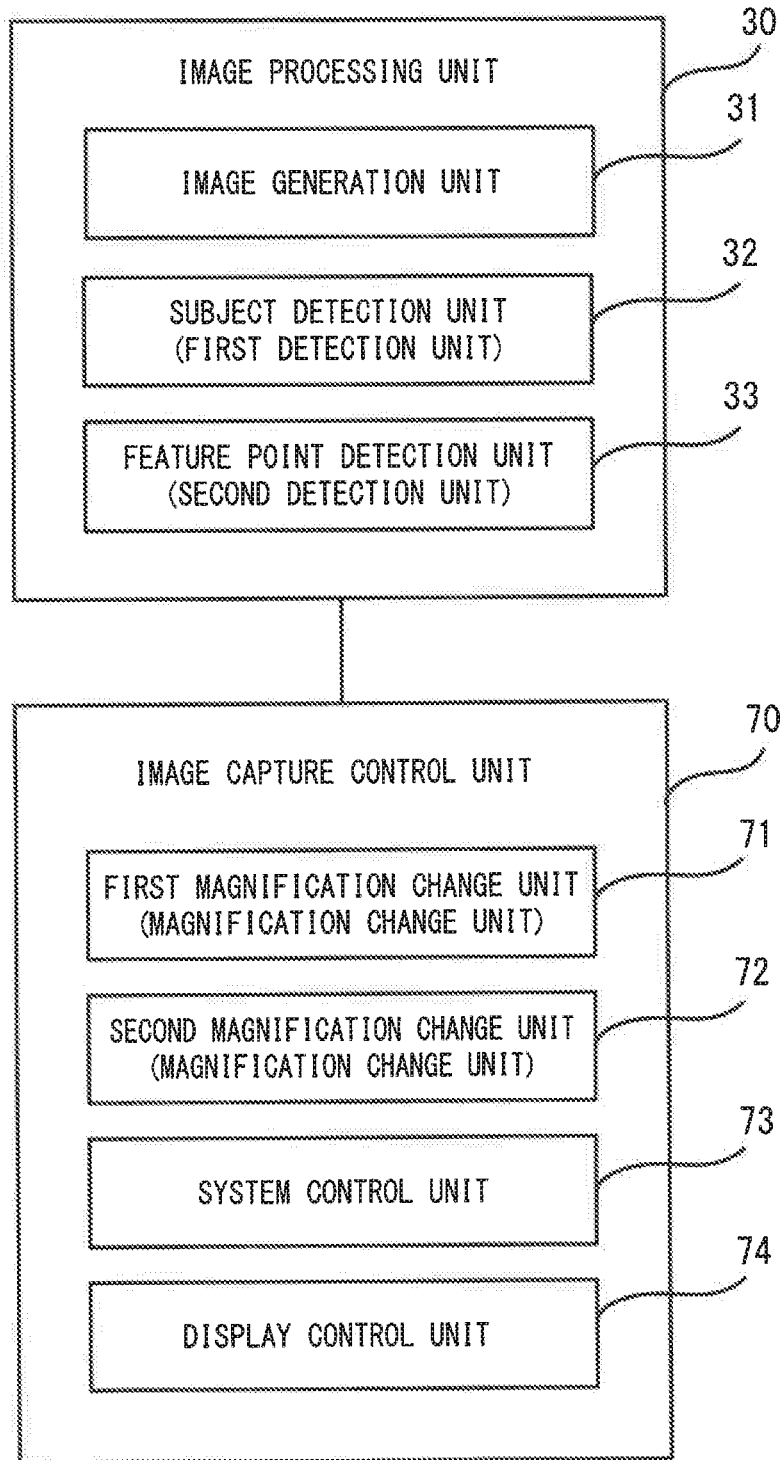 30
IMAGE PROCESSING UNIT
31
IMAGE GENERATION UNIT
32
SUBJECT DETECTION UNIT
(FIRST DETECTION UNIT)
33
FEATURE POINT DETECTION UNIT
(SECOND DETECTION UNIT)
70
IMAGE CAPTURE CONTROL UNIT
71
FIRST MAGNIFICATION CHANGE UNIT
(MAGNIFICATION CHANGE UNIT)
72
SECOND MAGNIFICATION CHANGE UNIT
(MAGNIFICATION CHANGE UNIT)
73
SYSTEM CONTROL UNIT
74
DISPLAY CONTROL UNIT